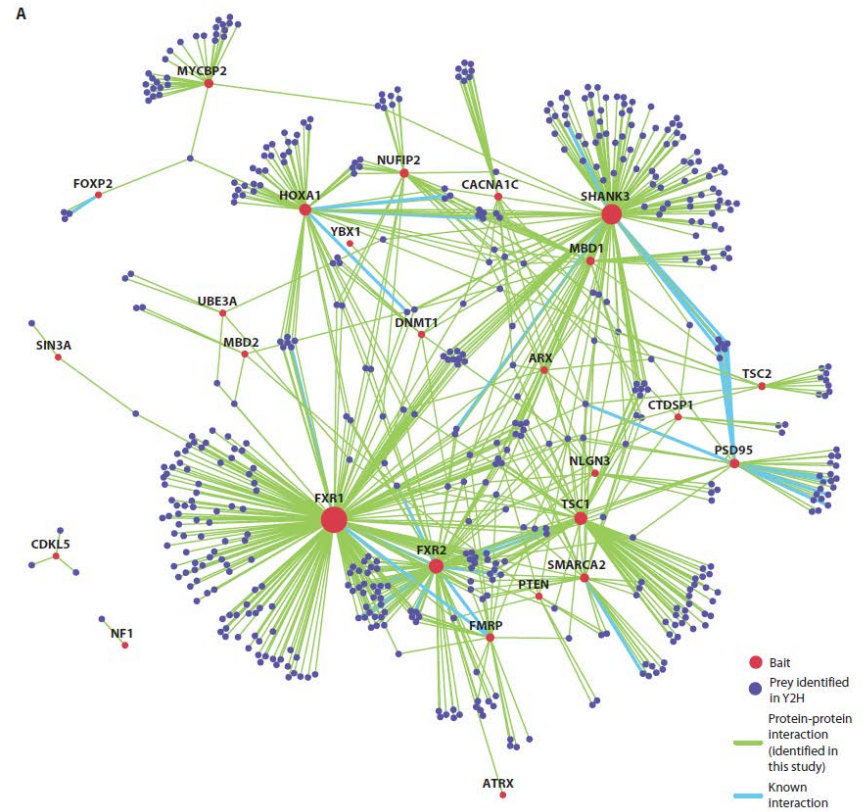 A
MYCBP2
FOXP2
NUFIP2
CACNA1C
HOXA1
SHANK3
YBX1
MBD1
UBE3A
DNMT1
SIN3A
MBD2
ARX
TSC2
CTDSP1
PSD95
NLGN3
FXR1
TSC1
FXR2
CDKL5
SMARCA2
PTEN
FMRP
NF1
ATRX
Bait
Prey identified
in Y2H
Protein-protein
interaction
(identified in
this study)
Known
interaction